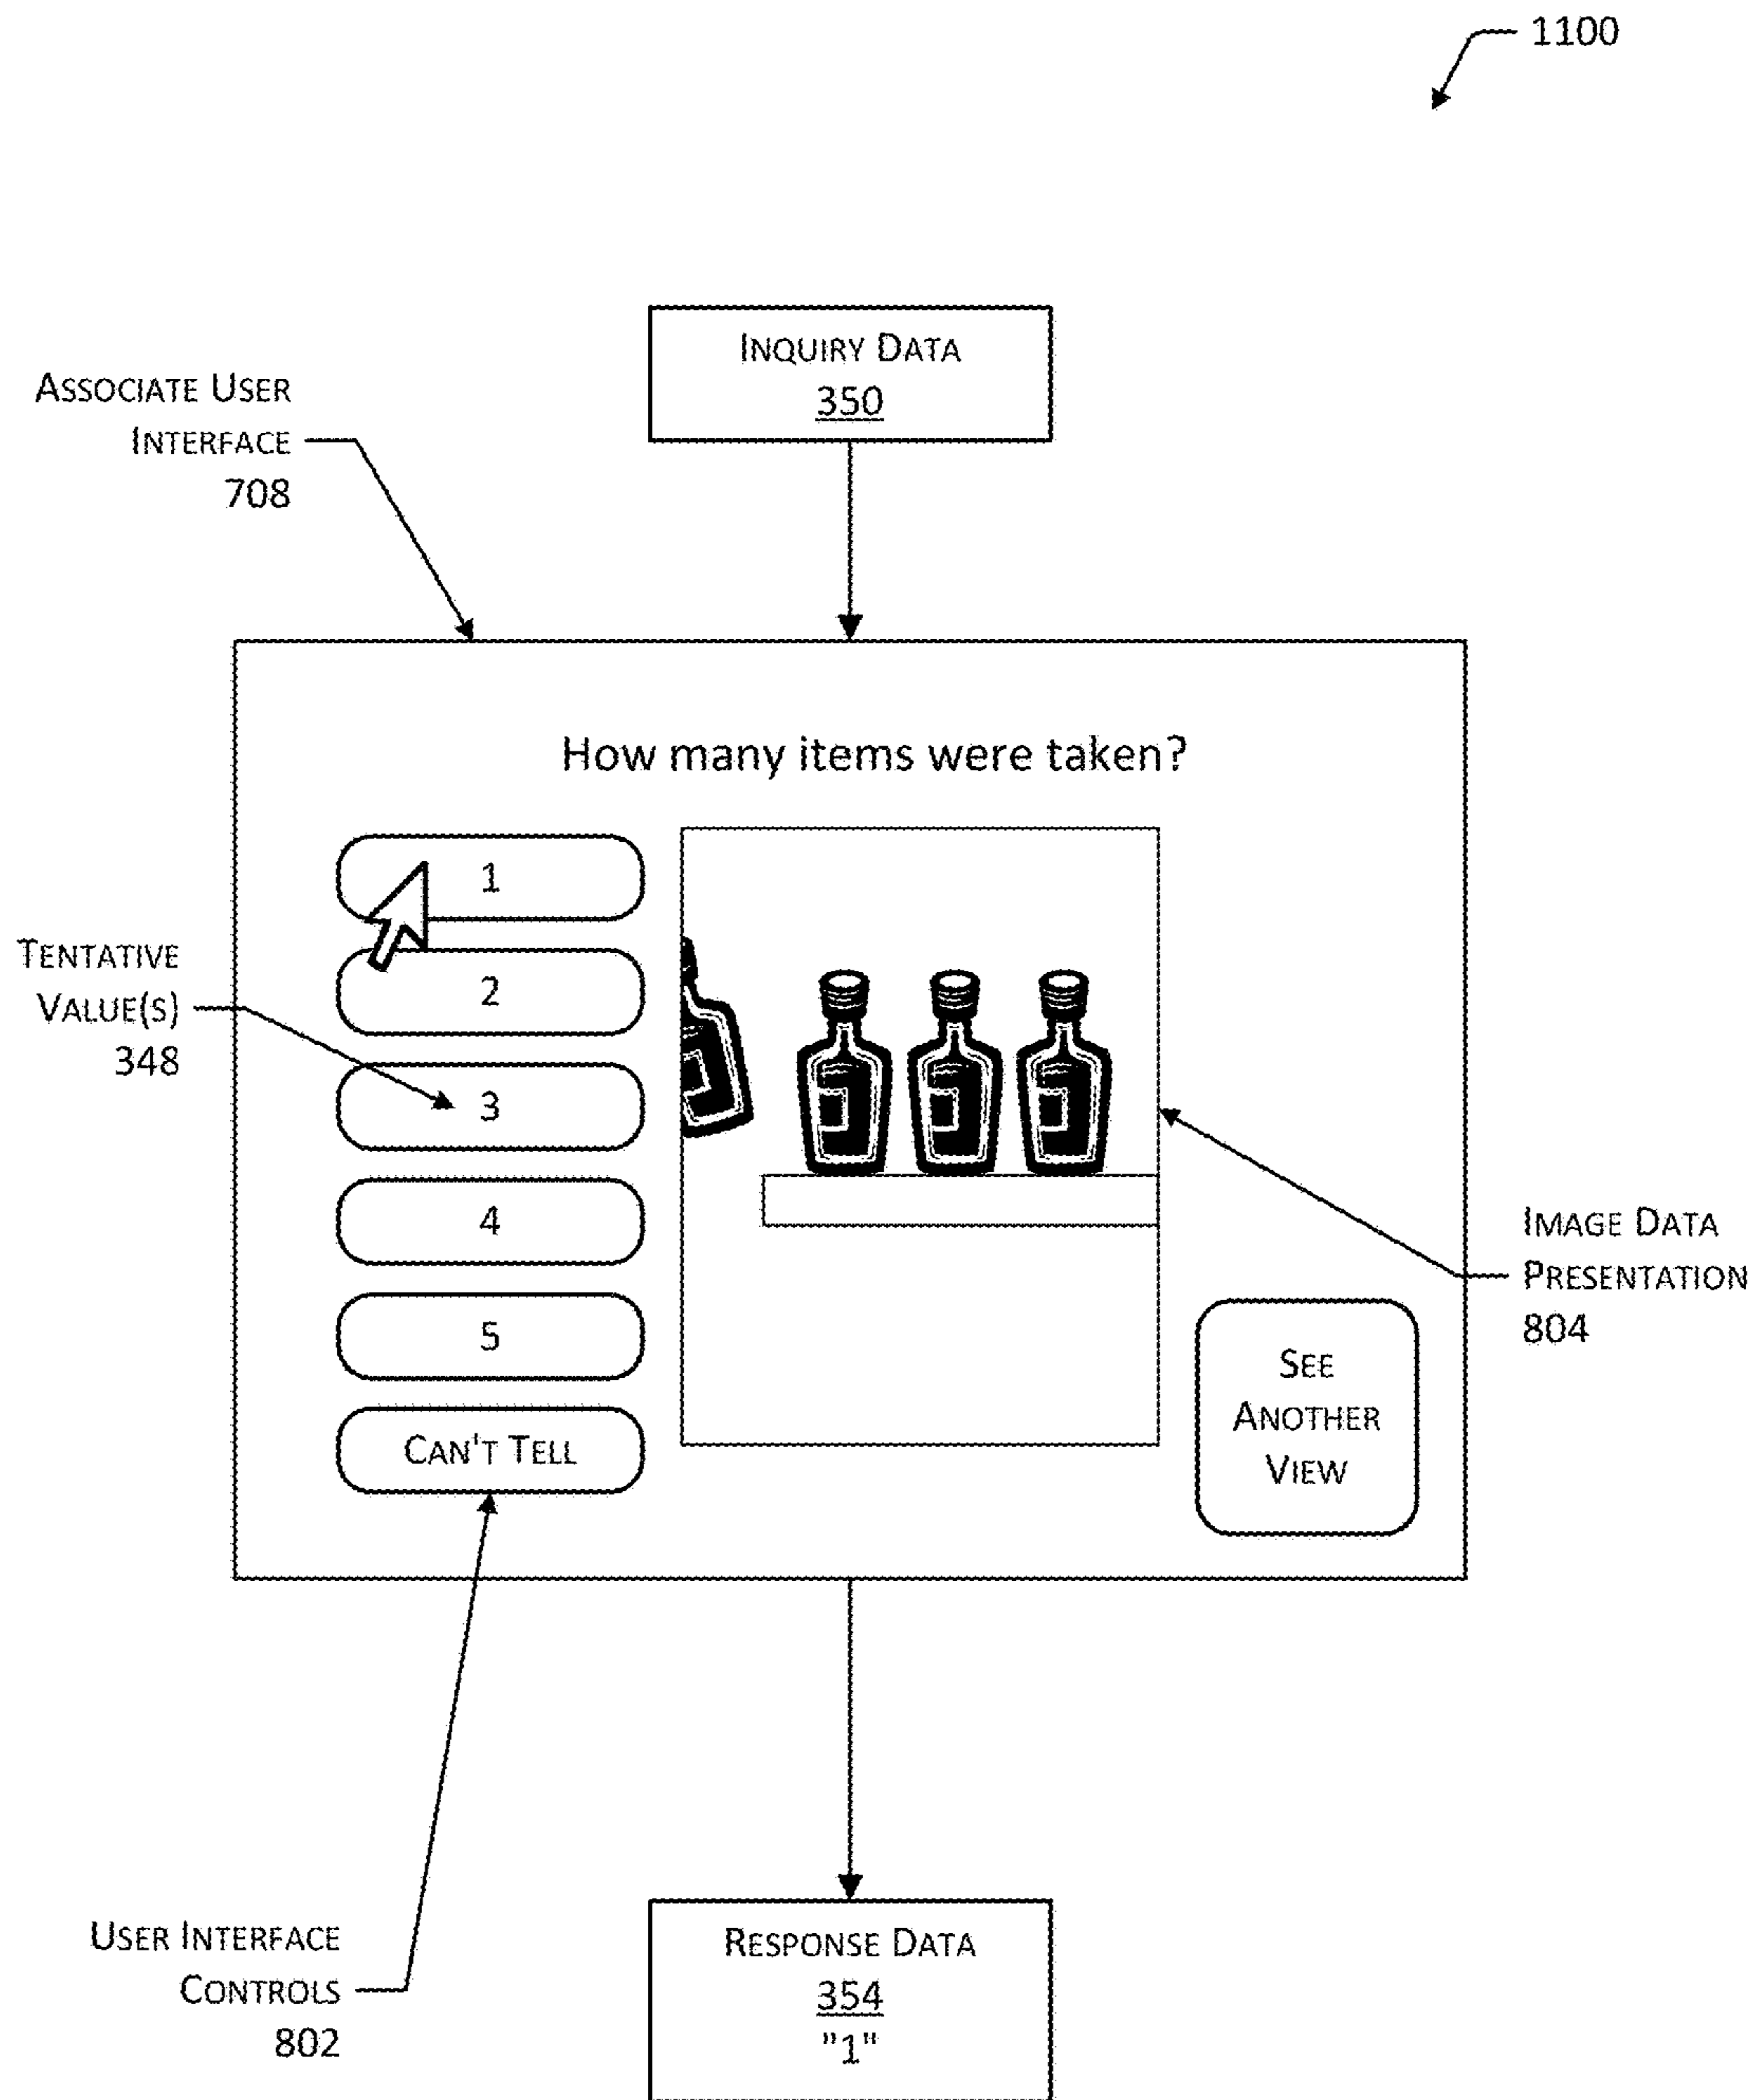 1100
INQUIRY DATA
350
ASSOCIATE USER
INTERFACE
708
How many items were taken?
1
2
3
4
5
CAN'T TELL
TENTATIVE
VALUE(S)
348
IMAGE DATA
PRESENTATION
804
SEE
ANOTHER
VIEW
USER INTERFACE
CONTROLS
802
RESPONSE DATA
354
"1"